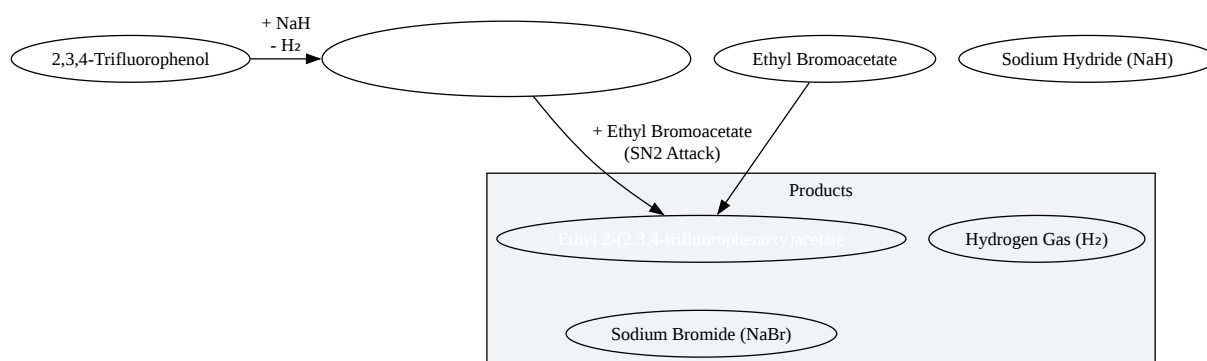 + NaH
- H₂
2,3,4-Trifluorophenol
Ethyl Bromoacetate
Sodium Hydride (NaH)
+ Ethyl Bromoacetate
(SN2 Attack)
Products
Ethyl 2-(2,3,4-trifluorophenoxy)acetate
Hydrogen Gas (H₂)
Sodium Bromide (NaBr)